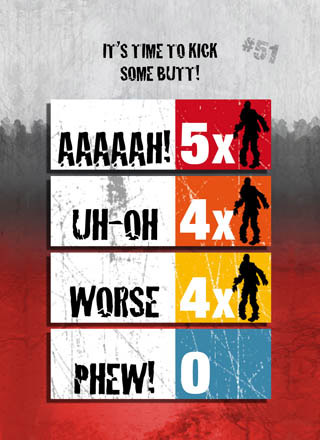 IT'S TIME TO KICK
SOME BUTT!
#51
AAAAAH! 5x
UH-OH 4x
WORSE 4x
PHEW! 0